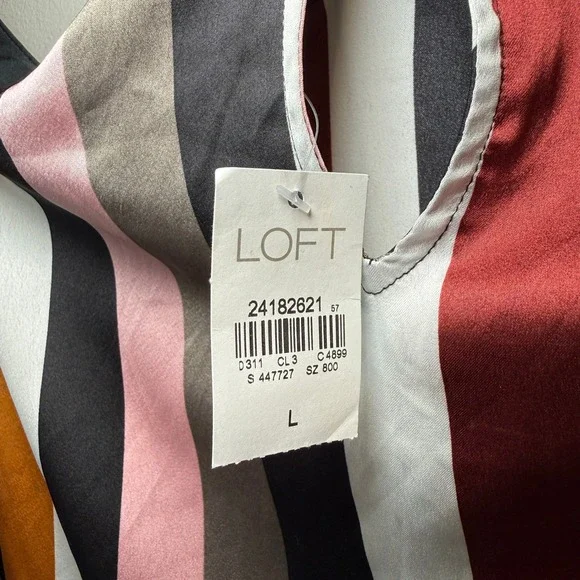 LOFT
24182621 57
D311 CL3 C4899
S 447727 SZ 800
L